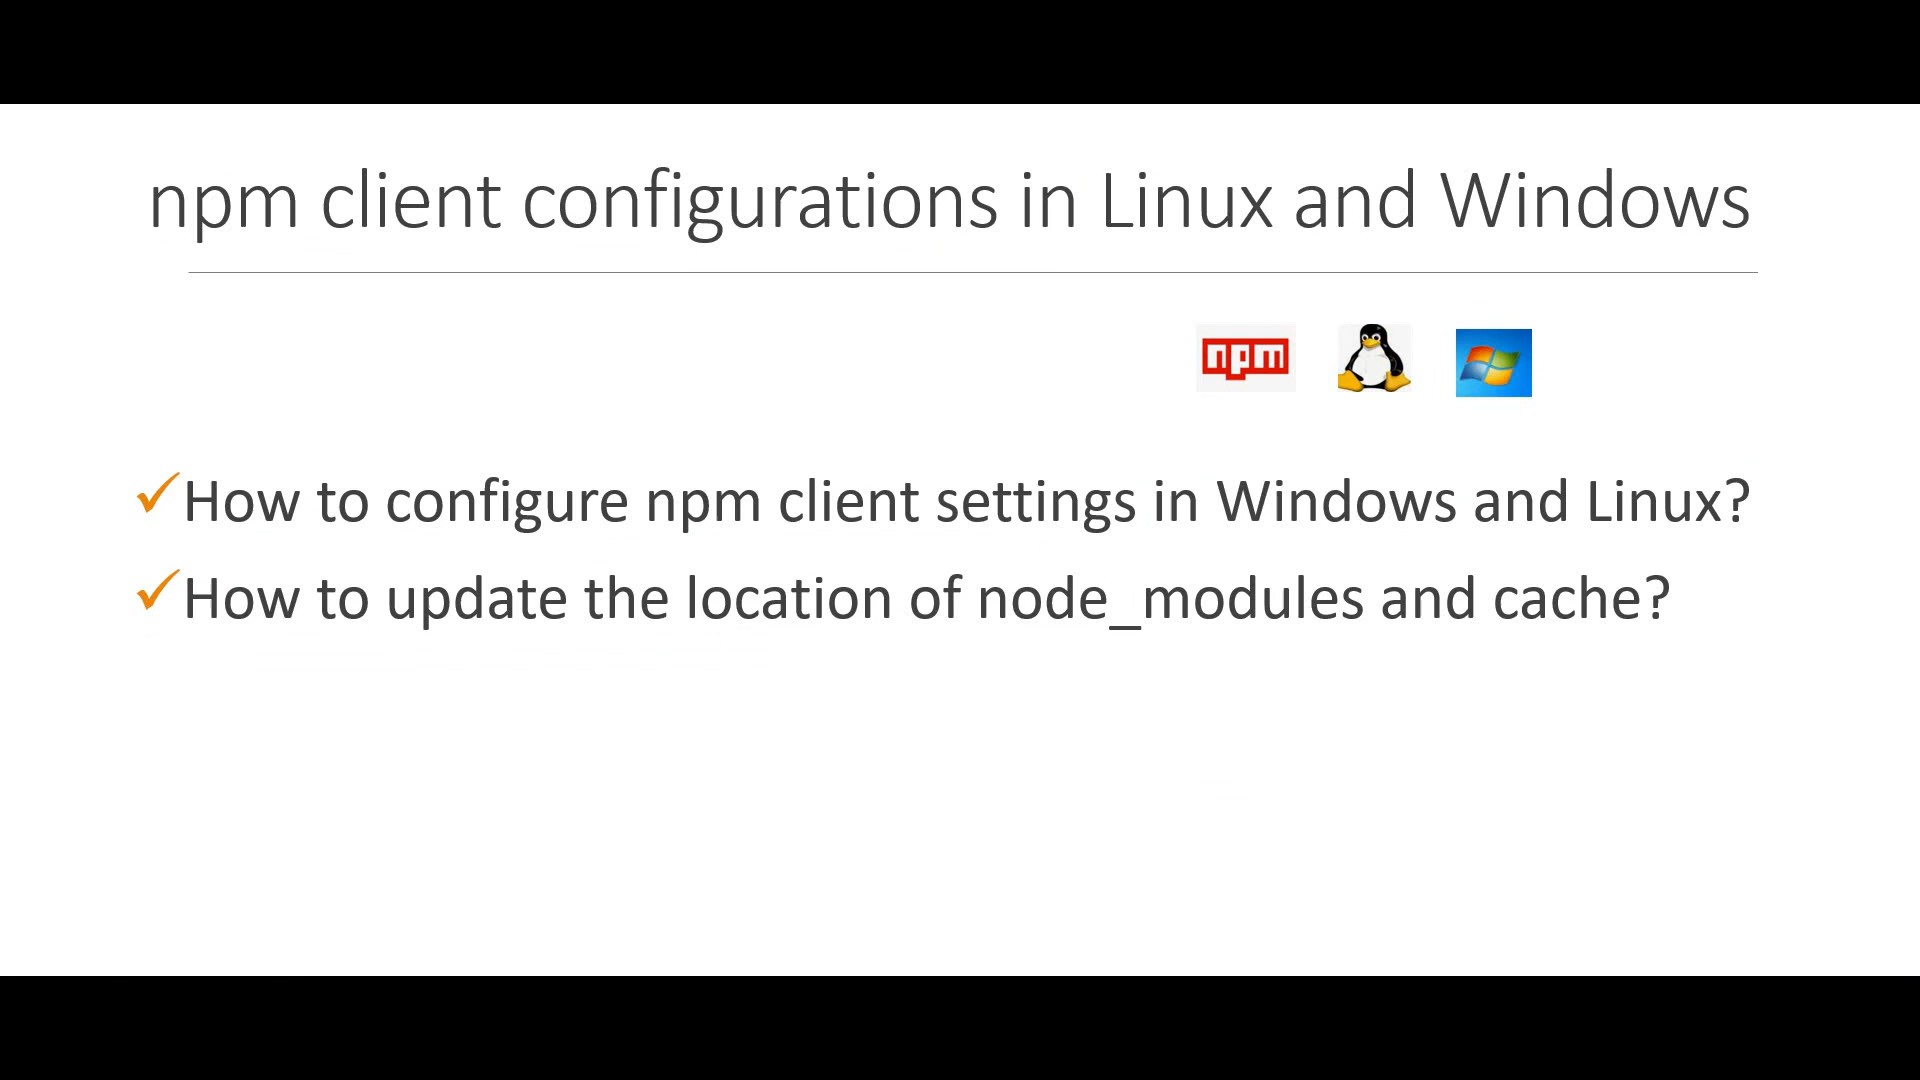 npm client configurations in Linux and Windows
npm
How to configure npm client settings in Windows and Linux?
How to update the location of node_modules and cache?